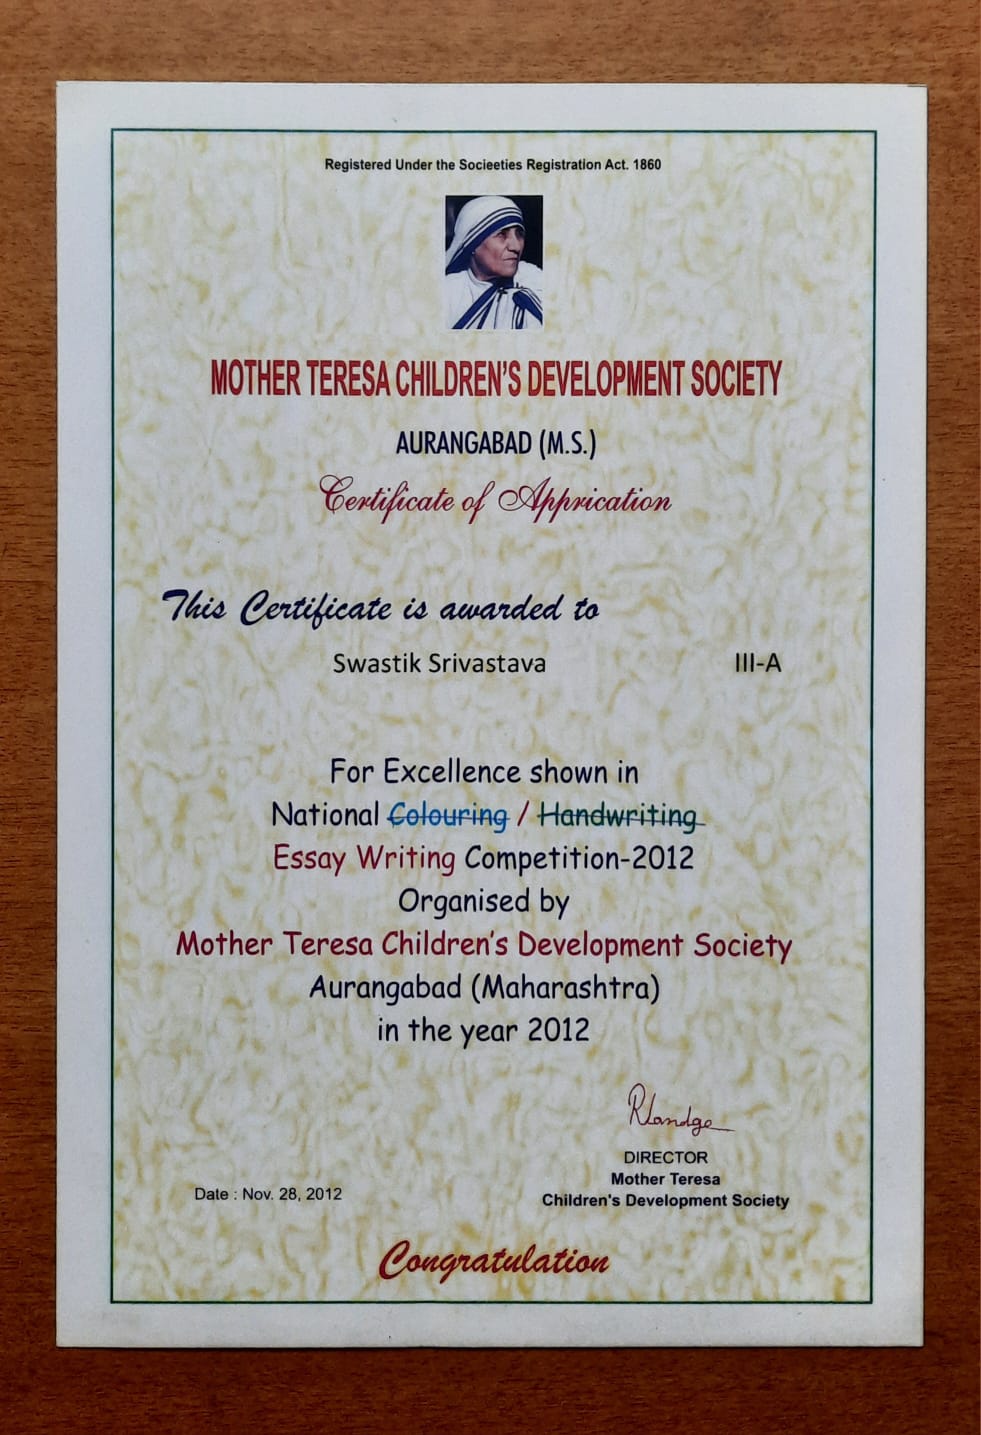 Registered Under the Socieeties Registration Act. 1860
MOTHER TERESA CHILDREN'S DEVELOPMENT SOCIETY
AURANGABAD (M.S.)
Certificate of Apprication
This Certificate is awarded to
Swastik Srivastava III-A
For Excellence shown in
National Colouring / Handwriting
Essay Writing Competition-2012
Organised by
Mother Teresa Children's Development Society
Aurangabad (Maharashtra)
in the year 2012
RLandge
DIRECTOR
Mother Teresa
Date : Nov. 28, 2012
Children's Development Society
Congratulation